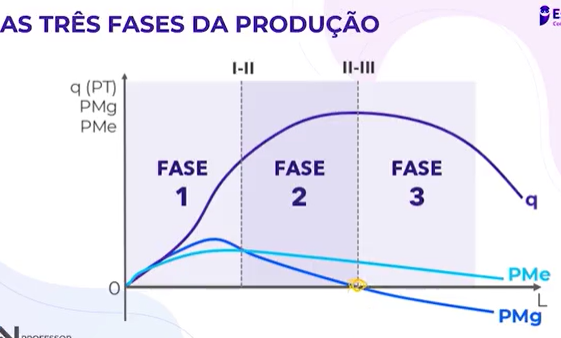 AS TRÊS FASES DA PRODUÇÃO
I-II
II-III
q (PT)
PMg
PMe
FASE
1
FASE
2
FASE
3
q
0
PMe
L
PMg
PROFESSOR